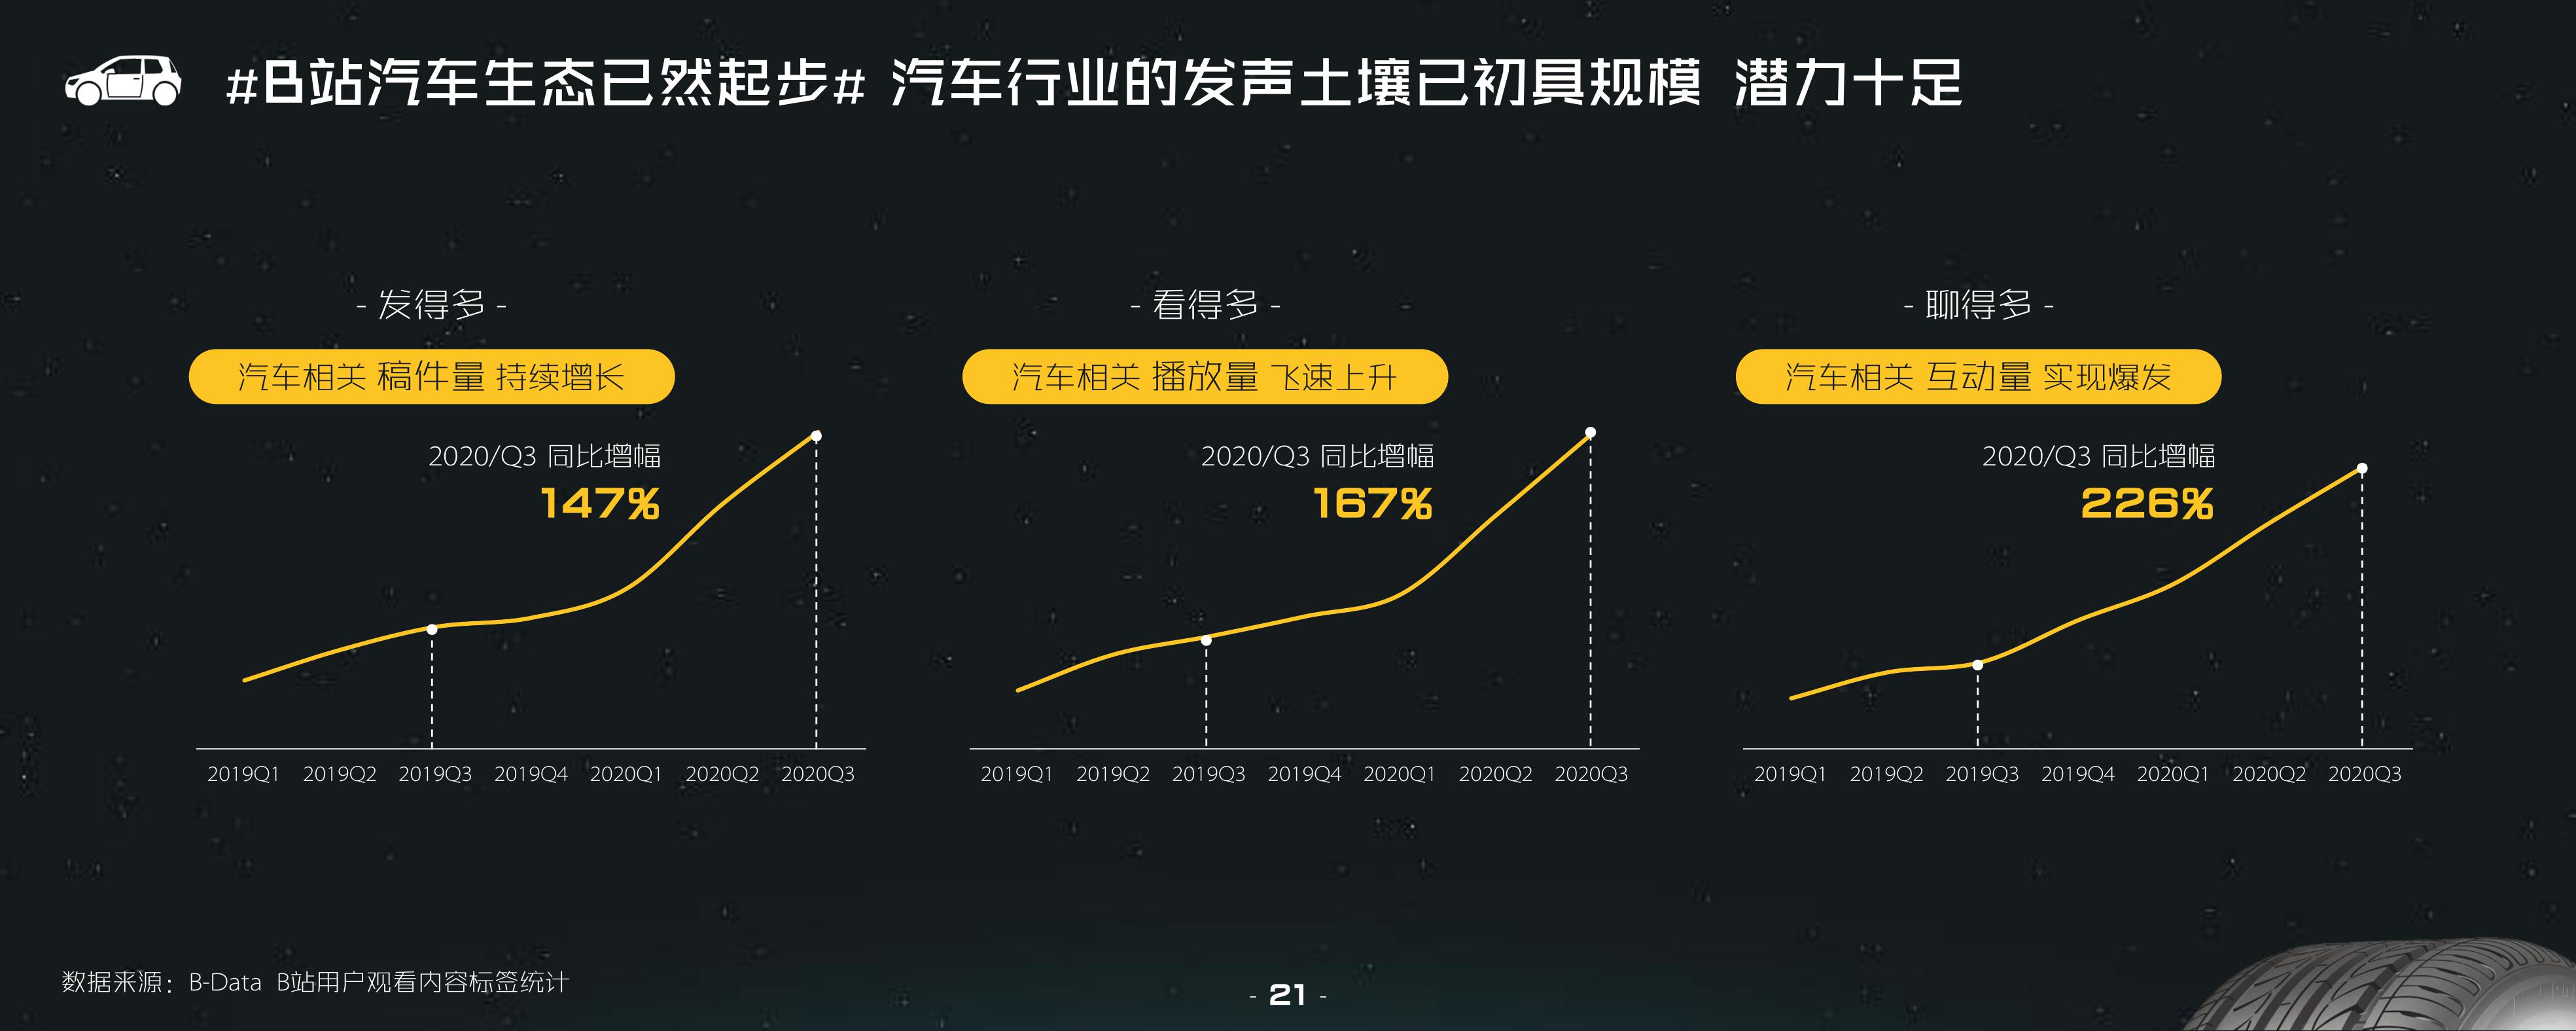 #B站汽车生态已然起步# 汽车行业的发声土壤已初具规模 潜力十足
- 发得多 -
汽车相关 稿件量 持续增长
2020/Q3 同比增幅
147%
2019Q1 2019Q2 2019Q3 2019Q4 2020Q1 2020Q2 2020Q3
- 看得多 -
汽车相关 播放量 飞速上升
2020/Q3 同比增幅
167%
2019Q1 2019Q2 2019Q3 2019Q4 2020Q1 2020Q2 2020Q3
- 聊得多 -
汽车相关 互动量 实现爆发
2020/Q3 同比增幅
226%
2019Q1 2019Q2 2019Q3 2019Q4 2020Q1 2020Q2 2020Q3
数据来源：B-Data B站用户观看内容标签统计
- 21 -